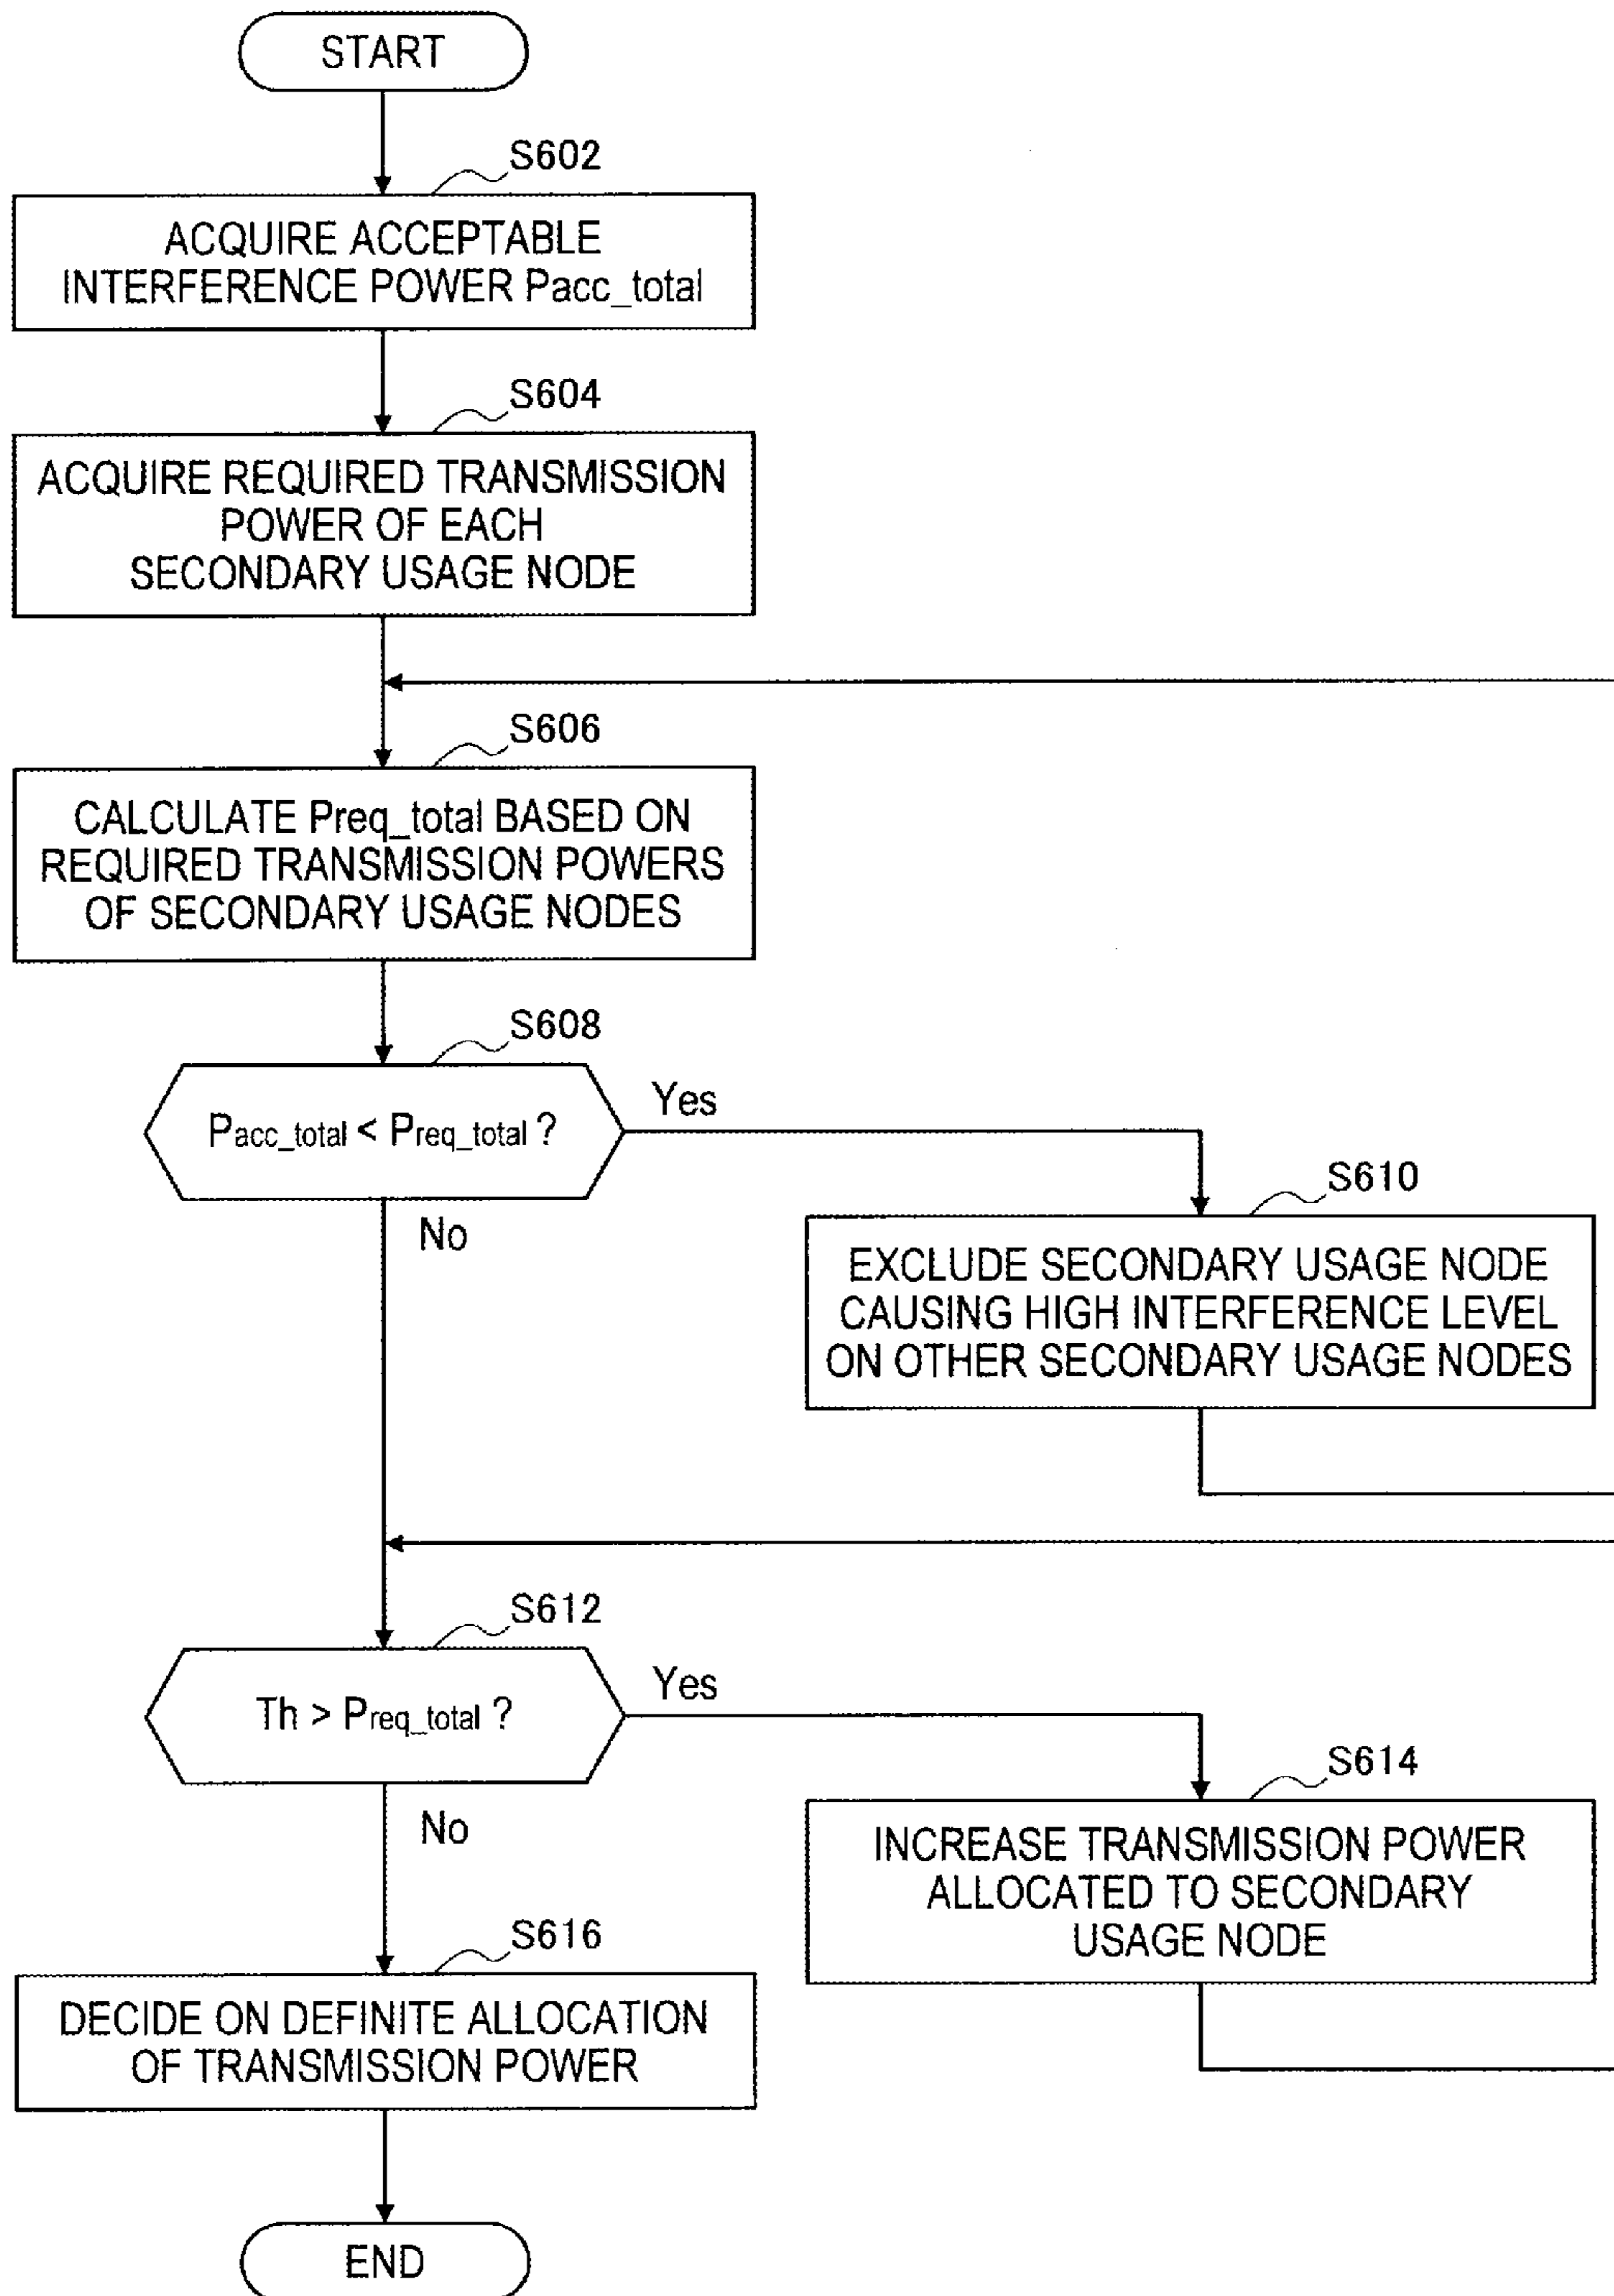 START
S602
ACQUIRE ACCEPTABLE
INTERFERENCE POWER Pacc_total
S604
ACQUIRE REQUIRED TRANSMISSION
POWER OF EACH
SECONDARY USAGE NODE
S606
CALCULATE Preq_total BASED ON
REQUIRED TRANSMISSION POWERS
OF SECONDARY USAGE NODES
S608
Pacc_total < Preq_total ?
Yes
No
S610
EXCLUDE SECONDARY USAGE NODE
CAUSING HIGH INTERFERENCE LEVEL
ON OTHER SECONDARY USAGE NODES
S612
Th > Preq_total ?
Yes
No
S614
INCREASE TRANSMISSION POWER
ALLOCATED TO SECONDARY
USAGE NODE
S616
DECIDE ON DEFINITE ALLOCATION
OF TRANSMISSION POWER
END